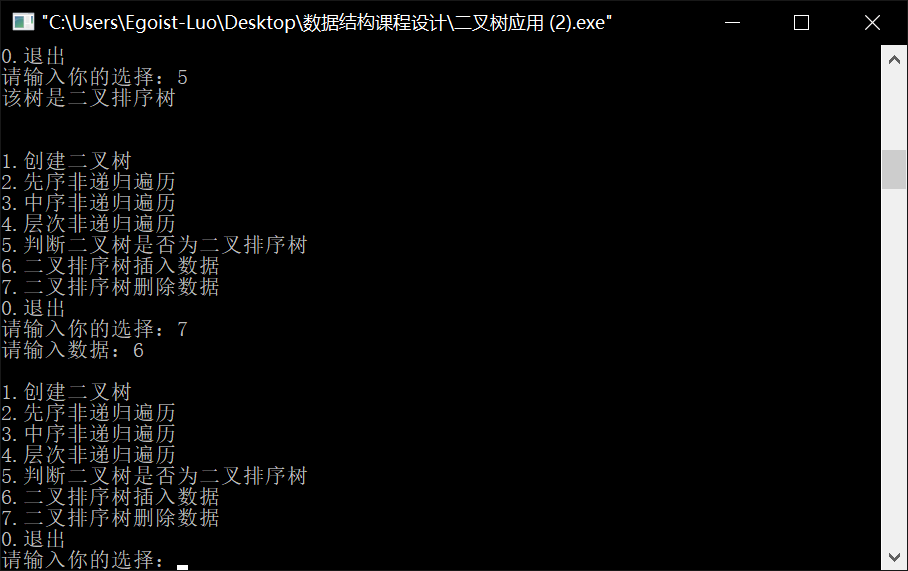 "C:\Users\Egoist-Luo\Desktop\数据结构课程设计\二叉树应用 (2).exe"
0.退出
请输入你的选择：5
该树是二叉排序树
1.创建二叉树
2.先序非递归遍历
3.中序非递归遍历
4.层次非递归遍历
5.判断二叉树是否为二叉排序树
6.二叉排序树插入数据
7.二叉排序树删除数据
0.退出
请输入你的选择：7
请输入数据：6
1.创建二叉树
2.先序非递归遍历
3.中序非递归遍历
4.层次非递归遍历
5.判断二叉树是否为二叉排序树
6.二叉排序树插入数据
7.二叉排序树删除数据
0.退出
请输入你的选择：